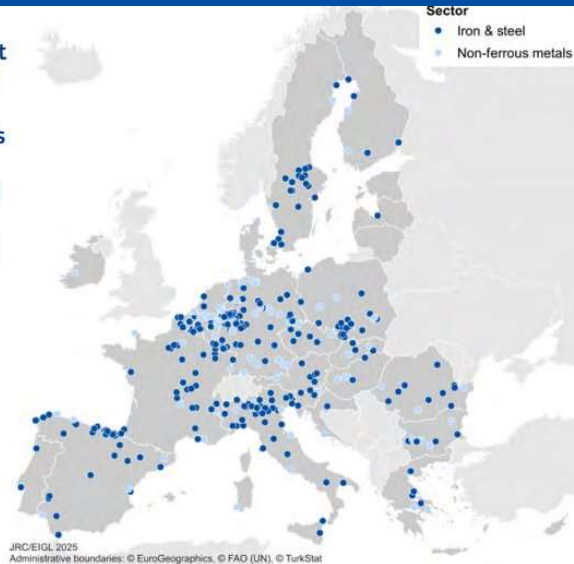 Sector
Iron & steel
Non-ferrous metals
JRC/EIGL 2025
Administrative boundaries: © EuroGeographics, © FAO (UN), © TurkStat